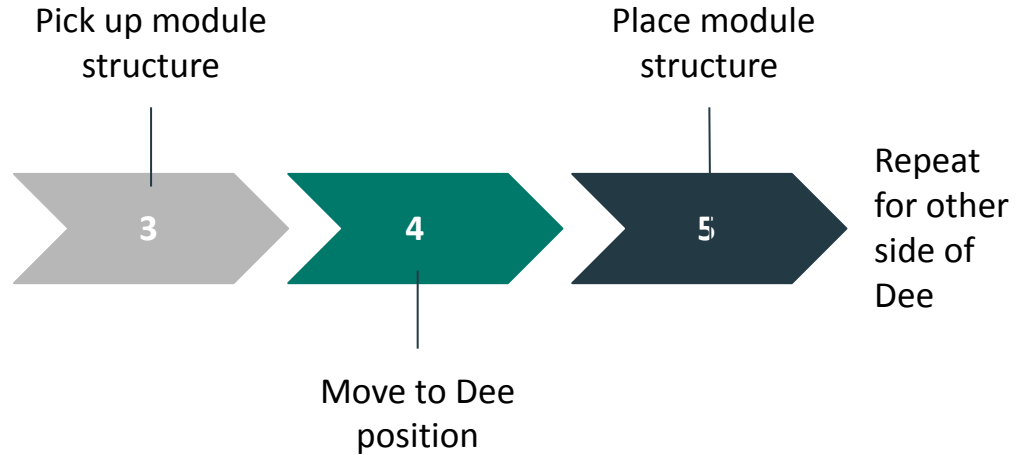 Pick up module
structure
Place module
structure
3
4
5
Repeat
for other
side of
Dee
Move to Dee
position